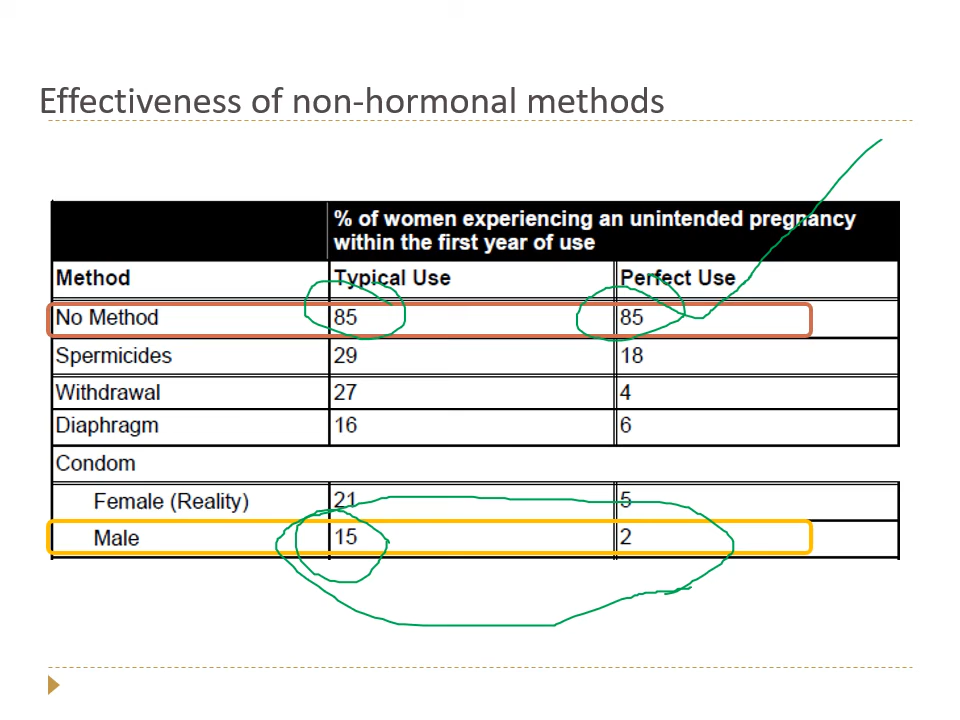 Effectiveness of non-hormonal methods
% of women experiencing an unintended pregnancy
within the first year of use
Method Typical Use Perfect Use
No Method 85 85
Spermicides 29 18
Withdrawal 27 4
Diaphragm 16 6
Condom
Female (Reality) 21 5
Male 15 2